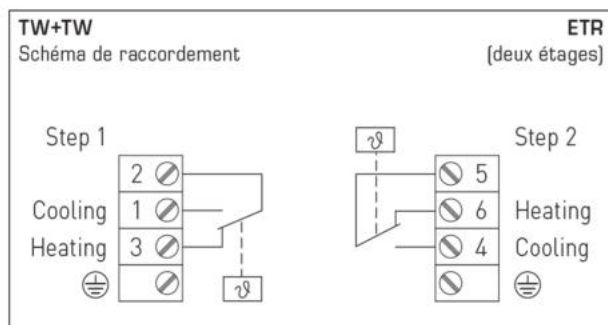 TW+TW ETR
Schéma de raccordement (deux étages)
Step 1 Step 2
2 5
Cooling 1 6 Heating
Heating 3 4 Cooling
ϑ
ϑ